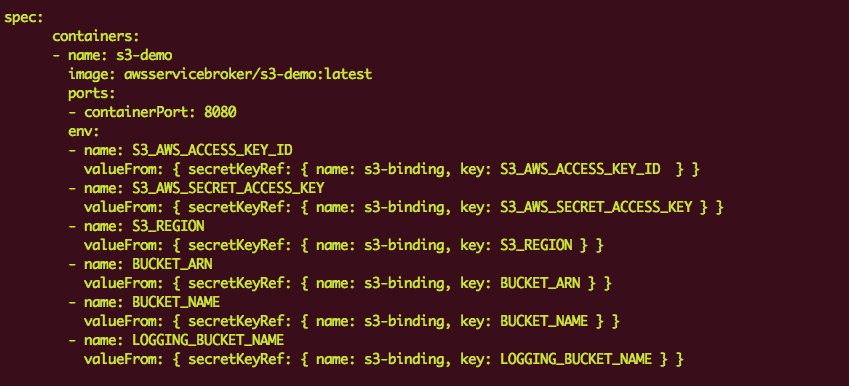 spec:
containers:
- name: s3-demo
image: awsservicebroker/s3-demo:latest
ports:
- containerPort: 8080
env:
- name: S3_AWS_ACCESS_KEY_ID
valueFrom: { secretKeyRef: { name: s3-binding, key: S3_AWS_ACCESS_KEY_ID  } }
- name: S3_AWS_SECRET_ACCESS_KEY
valueFrom: { secretKeyRef: { name: s3-binding, key: S3_AWS_SECRET_ACCESS_KEY } }
- name: S3_REGION
valueFrom: { secretKeyRef: { name: s3-binding, key: S3_REGION } }
- name: BUCKET_ARN
valueFrom: { secretKeyRef: { name: s3-binding, key: BUCKET_ARN } }
- name: BUCKET_NAME
valueFrom: { secretKeyRef: { name: s3-binding, key: BUCKET_NAME } }
- name: LOGGING_BUCKET_NAME
valueFrom: { secretKeyRef: { name: s3-binding, key: LOGGING_BUCKET_NAME } }